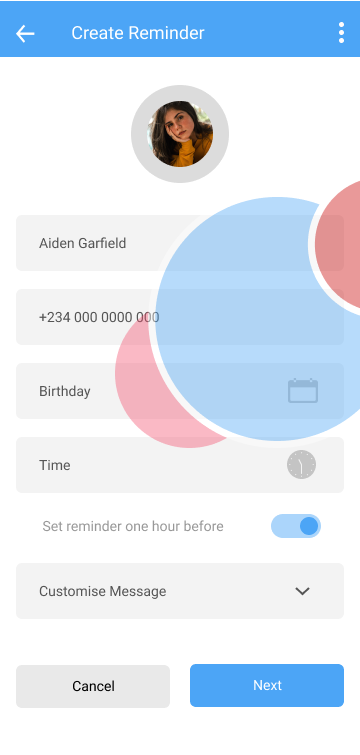 Create Reminder
Aiden Garfield
+234 000 0000 000
Birthday
Time
Set reminder one hour before
Customise Message
Cancel
Next